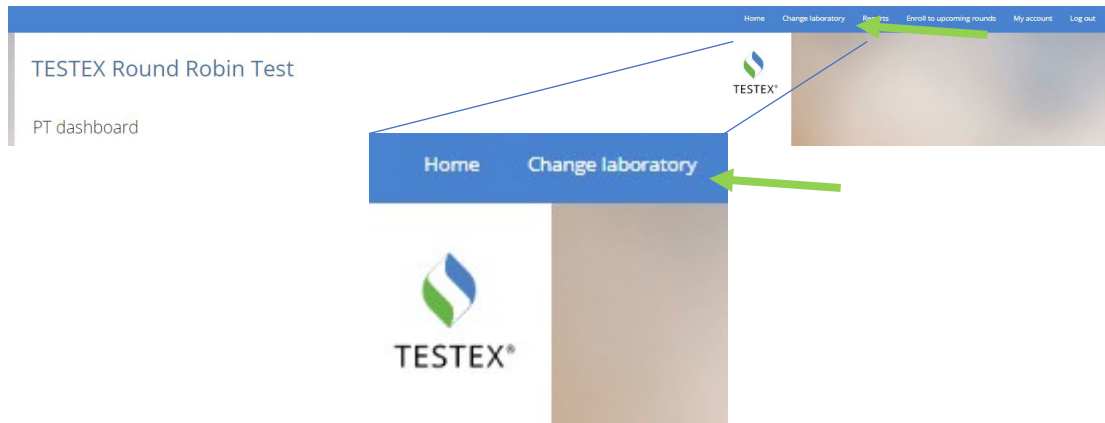 Home Change laboratory Reports Enroll to upcoming rounds My account Log out
TESTEX Round Robin Test
TESTEX®
PT dashboard
Home Change laboratory
TESTEX®